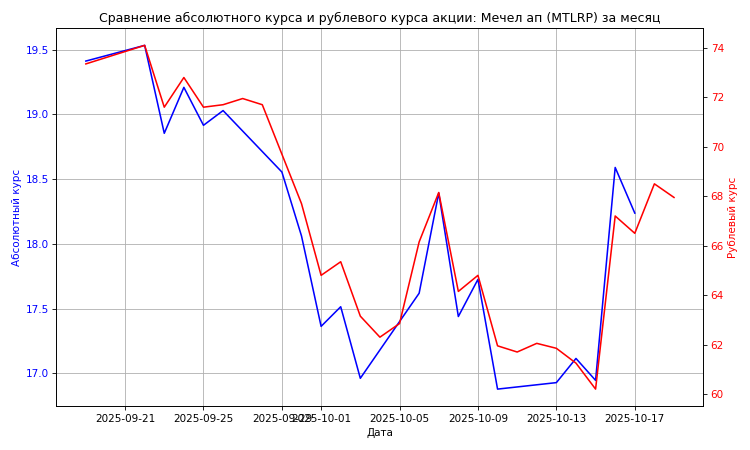 Сравнение абсолютного курса и рублевого курса акции: Мечел ап (MTLRP) за месяц
Абсолютный курс
19.5
19.0
18.5
18.0
17.5
17.0
74
72
70
68
66
64
62
60
Рублевый курс
2025-09-21 2025-09-25 2025-09-29 2025-10-01 2025-10-05 2025-10-09 2025-10-13 2025-10-17
Дата